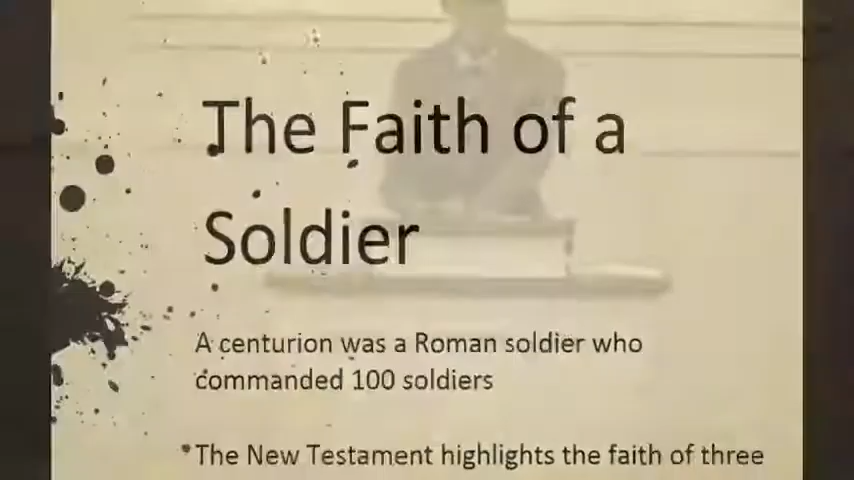 The Faith of a
Soldier
A centurion was a Roman soldier who
commanded 100 soldiers
*The New Testament highlights the faith of three